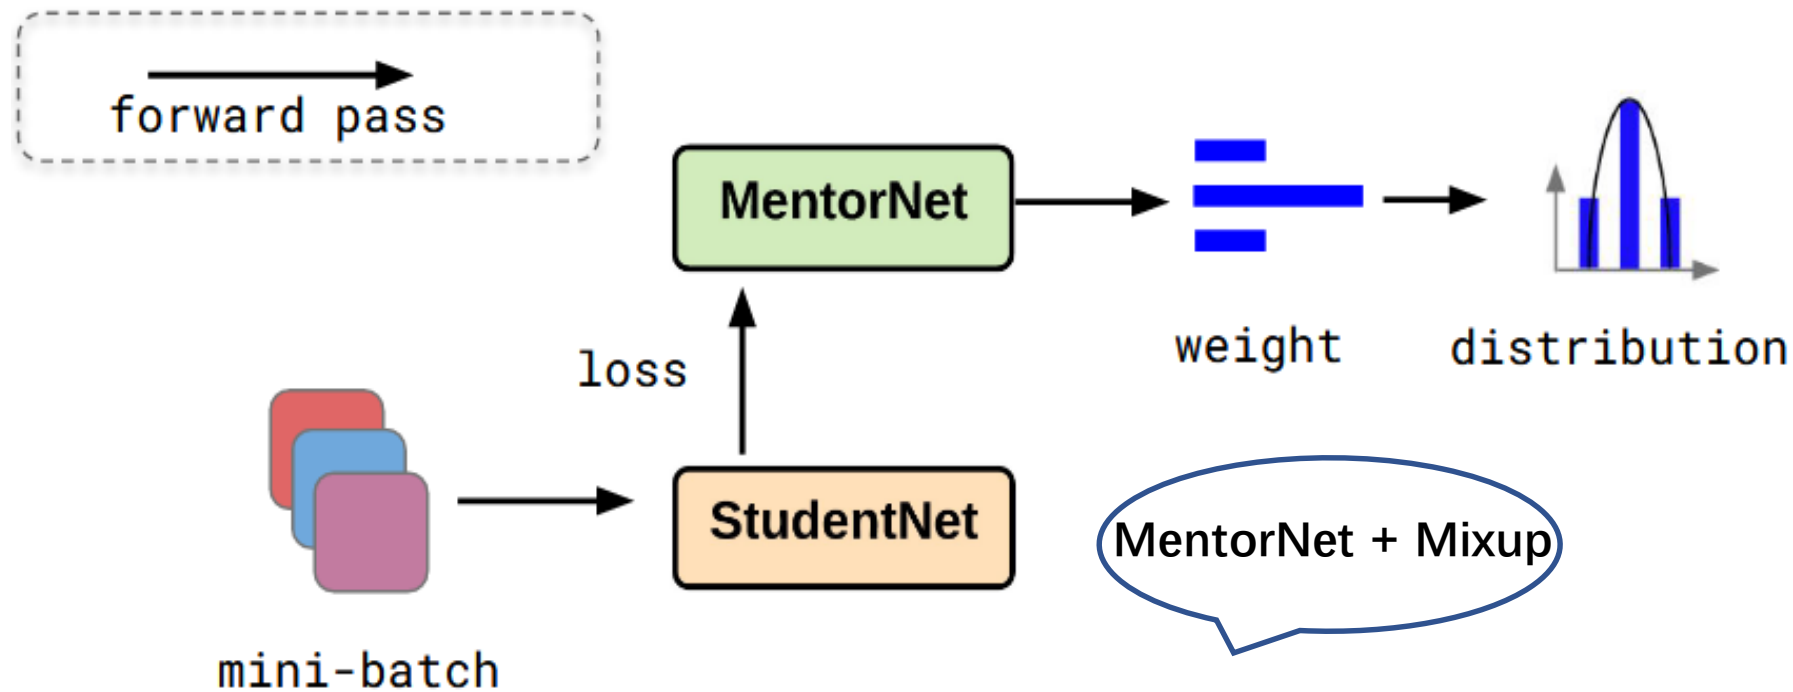 forward pass
MentorNet
weight
distribution
loss
StudentNet
MentorNet + Mixup
mini-batch